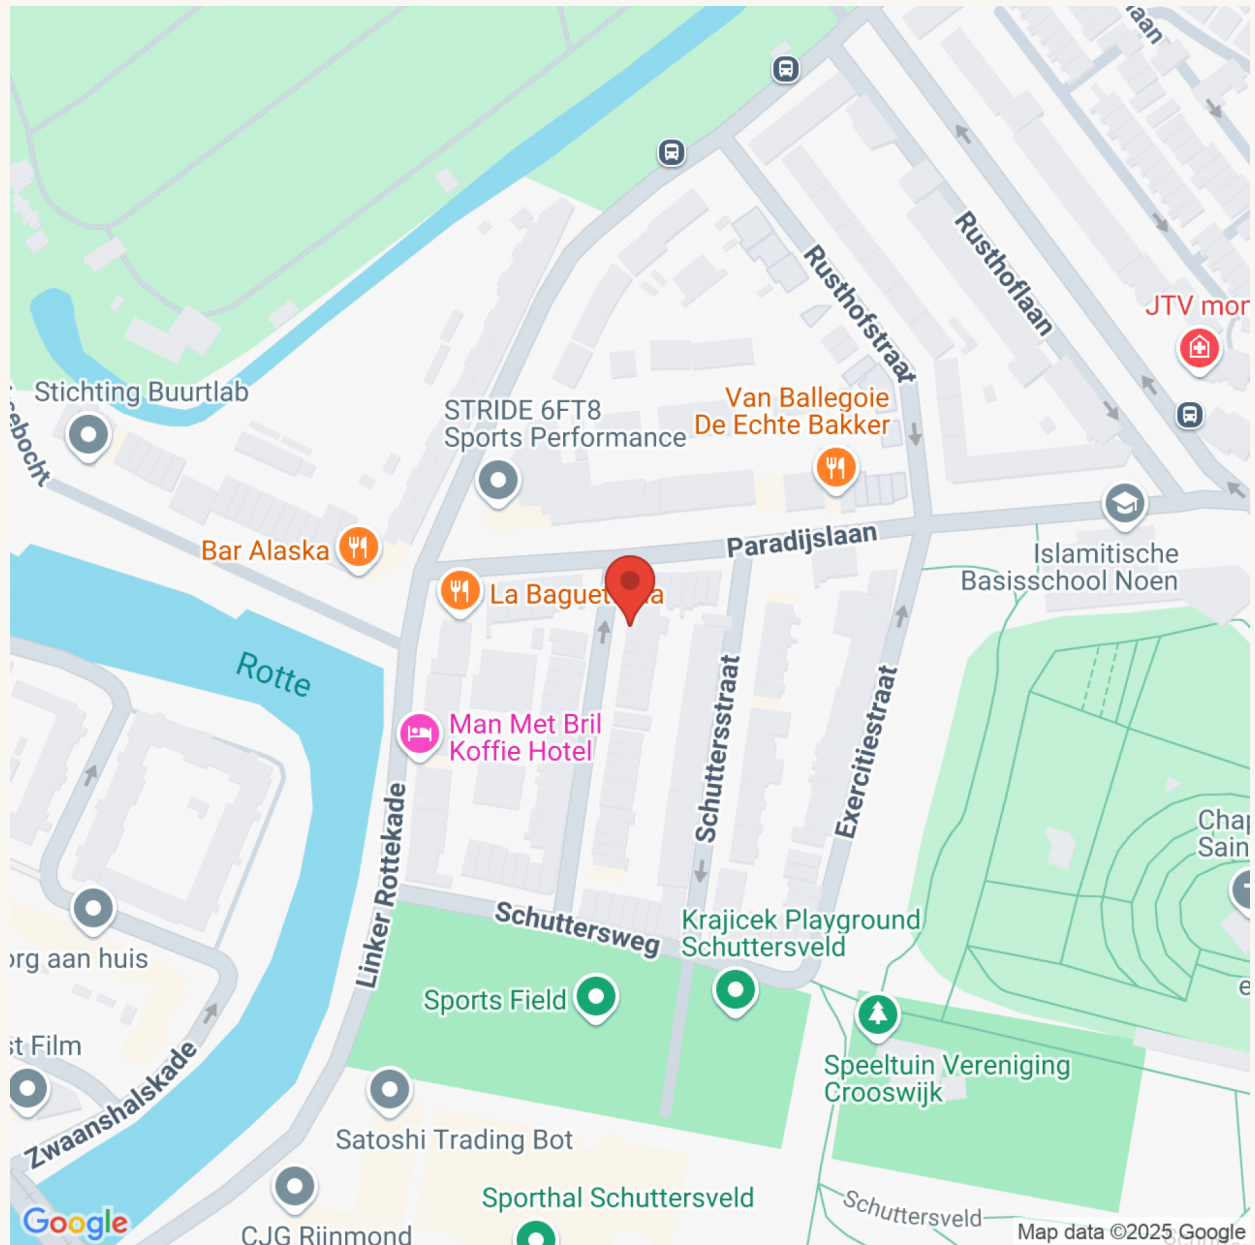 Rusthoflaan
Rusthofstraat
JTV mor
Stichting Buurtlab
STRIDE 6FT8
Sports Performance
Van Ballegoie
De Echte Bakker
Bar Alaska
Paradijslaan
Islamitische
Basisschool Noen
La Baguet
Rotte
Man Met Bril
Koffie Hotel
Schuttersstraat
Exercitiestraat
Linker Rottekade
Chap
Sain
Schuttersweg
Krajicek Playground
Schuttersveld
org aan huis
Sports Field
st Film
Speeltuin Vereniging
Crooswijk
Zwaanshalskade
Satoshi Trading Bot
Sporthal Schuttersveld
Schuttersveld
Google
CJG Rijnmond
Map data ©2025 Google